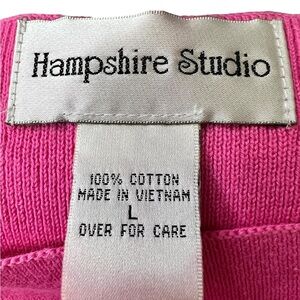 Hampshire Studio
100% COTTON
MADE IN VIETNAM
L
OVER FOR CARE